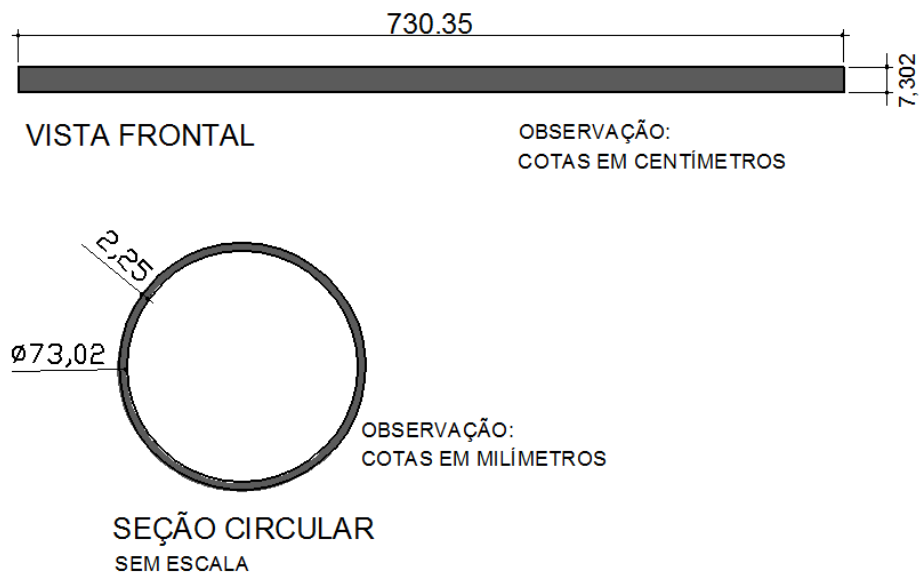 730.35
7,302
VISTA FRONTAL
OBSERVAÇÃO:
COTAS EM CENTÍMETROS
2,25
ø73,02
OBSERVAÇÃO:
COTAS EM MILÍMETROS
SEÇÃO CIRCULAR
SEM ESCALA